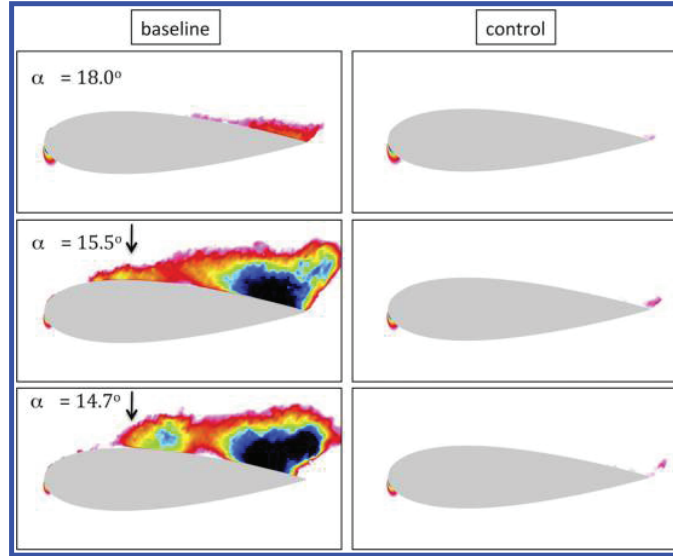 baseline
control
α = 18.0°
α = 15.5°
α = 14.7°